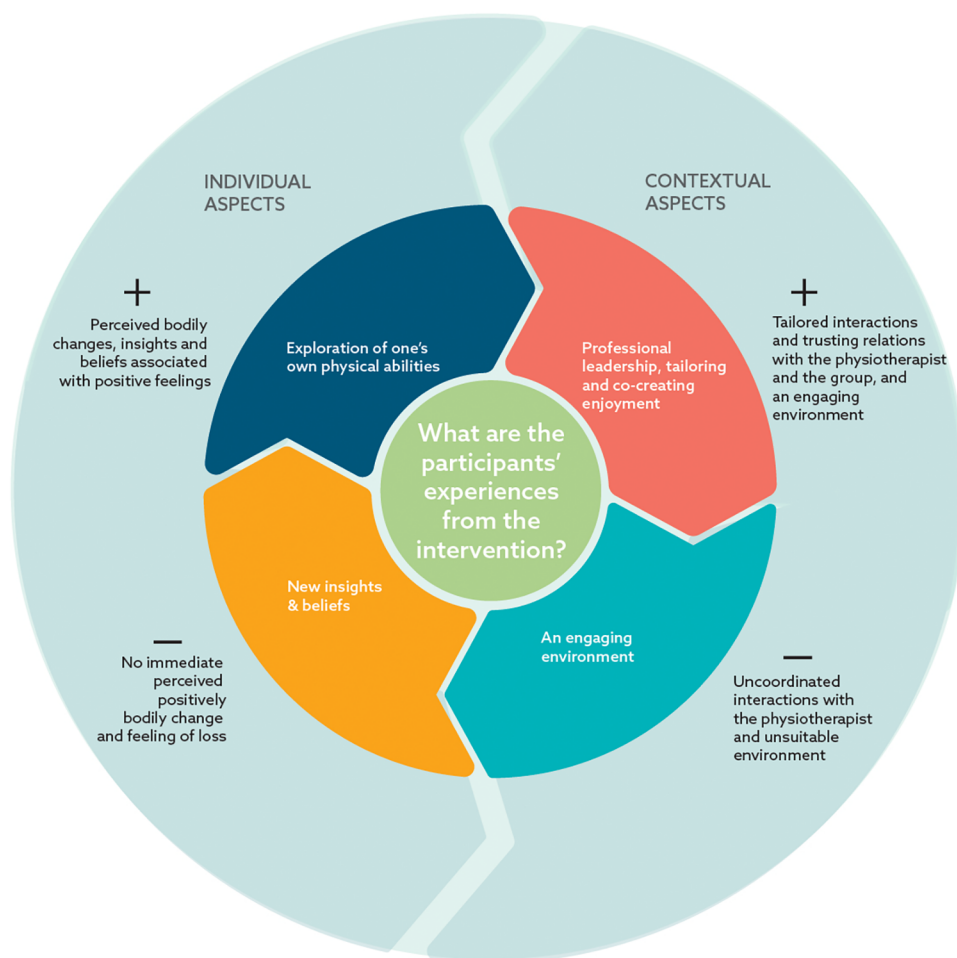 INDIVIDUAL
ASPECTS
+
Perceived bodily
changes, insights and
beliefs associated
with positive feelings
–
No immediate
perceived
positively
bodily change
and feeling of loss
Exploration of one's
own physical abilities
New insights
& beliefs
What are the
participants'
experiences
from the
intervention?
Professional
leadership, tailoring
and co-creating
enjoyment
An engaging
environment
CONTEXTUAL
ASPECTS
+
Tailored interactions
and trusting relations
with the physiotherapist
and the group, and
an engaging
environment
–
Uncoordinated
interactions with
the physiotherapist
and unsuitable
environment